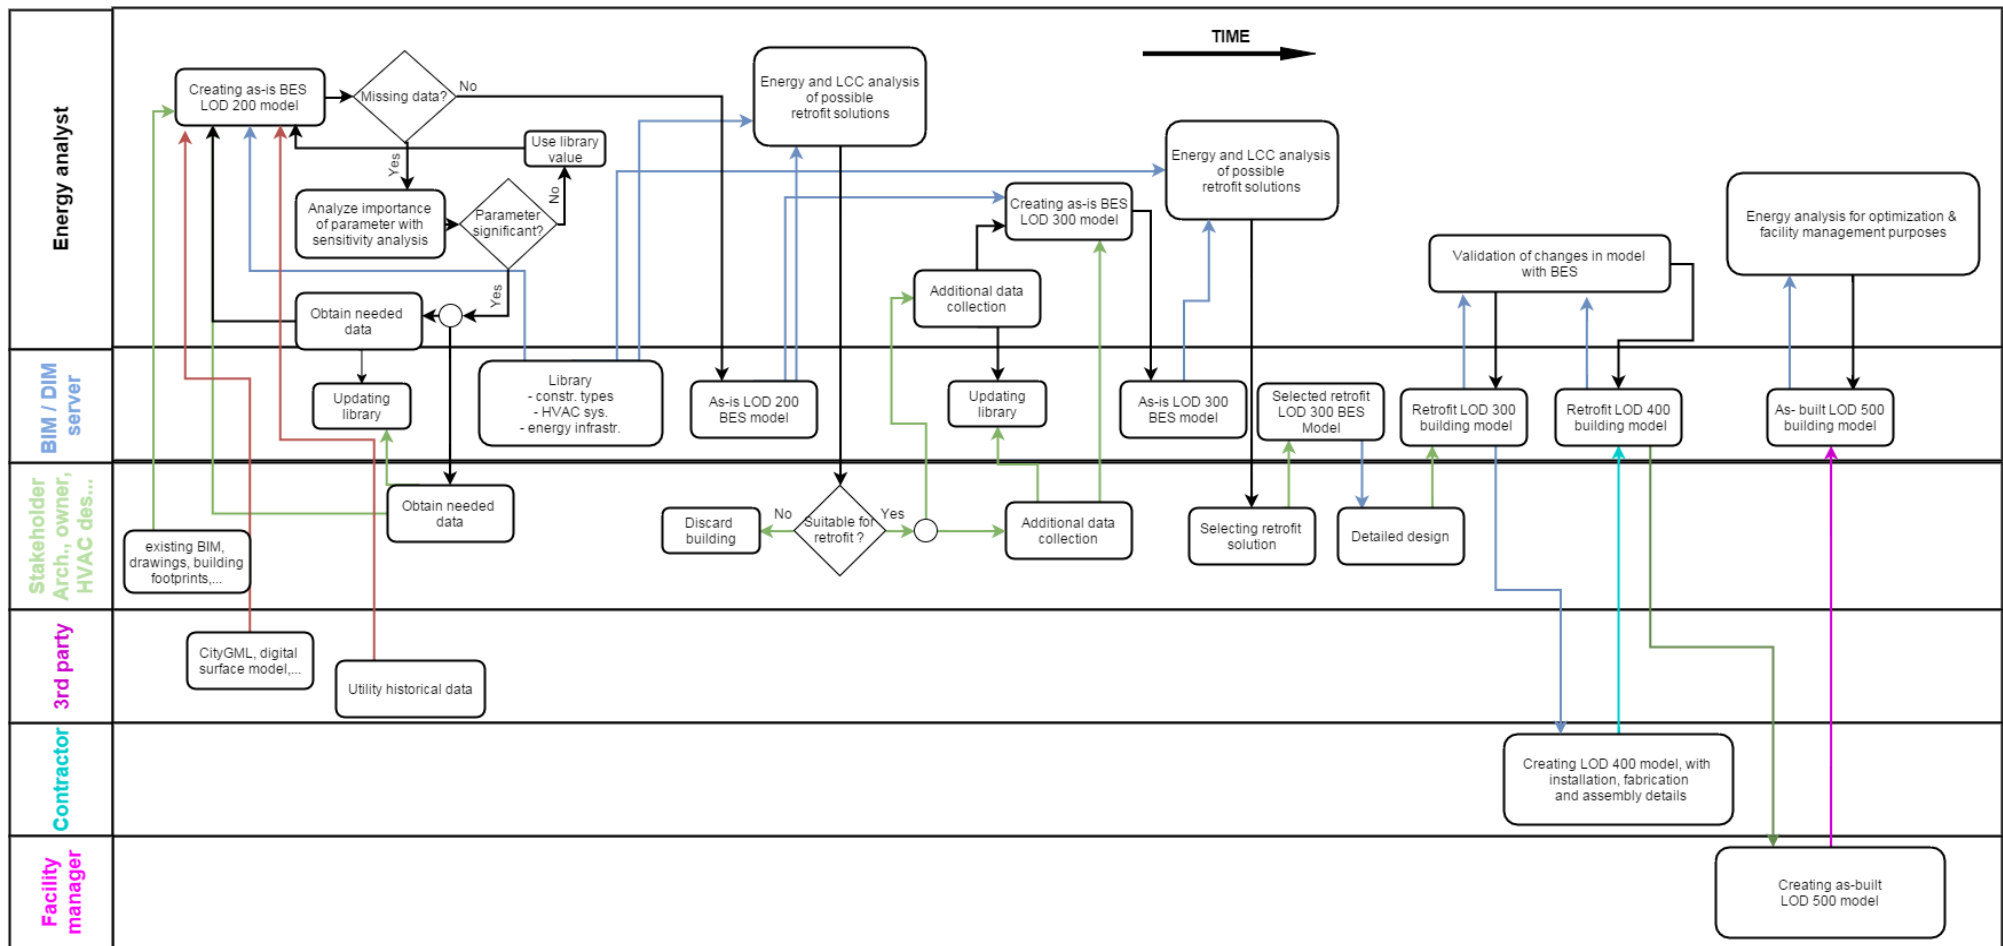 TIME
Energy analyst
Creating as-is BES
LOD 200 model
Missing data?
No
Yes
Use library
value
Analyze importance
of parameter with
sensitivity analysis
Parameter
significant?
No
Yes
Obtain needed
data
Energy and LCC analysis
of possible
retrofit solutions
Creating as-is BES
LOD 300 model
Additional data
collection
Energy and LCC analysis
of possible
retrofit solutions
Validation of changes in model
with BES
Energy analysis for optimization &
facility management purposes
BIM / DIM
server
Updating
library
Library
- constr. types
- HVAC sys.
- energy infrastr.
As-is LOD 200
BES model
Updating
library
As-is LOD 300
BES model
Selected retrofit
LOD 300 BES
Model
Retrofit LOD 300
building model
Retrofit LOD 400
building model
As- built LOD 500
building model
Stakeholder
Arch., owner,
HVAC des...
existing BIM,
drawings, building
footprints,...
Obtain needed
data
Discard
building
No
Suitable for
retrofit ?
Yes
Additional data
collection
Selecting retrofit
solution
Detailed design
3rd party
CityGML, digital
surface model,...
Utility historical data
Contractor
Creating LOD 400 model, with
installation, fabrication
and assembly details
Facility
manager
Creating as-built
LOD 500 model